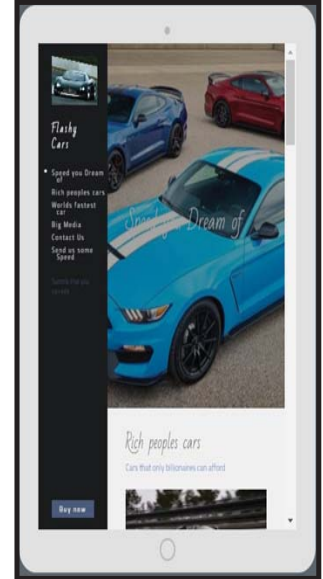 Flashy
Cars
Speed you Dream
of
Rich peoples cars
Worlds fastest
car
Big Media
Contact Us
Send us some
Speed
Buy now
Speed you Dream of
Rich peoples cars
Cars that only billionaires can afford